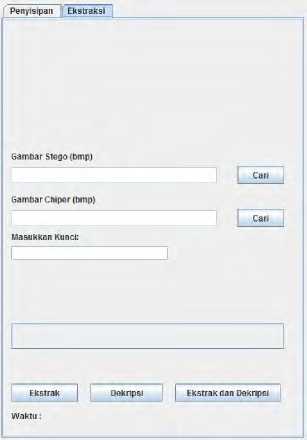 Penyisipan Ekstraksi
Gambar Stego (bmp)
Cari
Gambar Chiper (bmp)
Cari
Masukkan Kunci:
Ekstrak Dekripsi Ekstrak dan Dekripsi
Waktu :